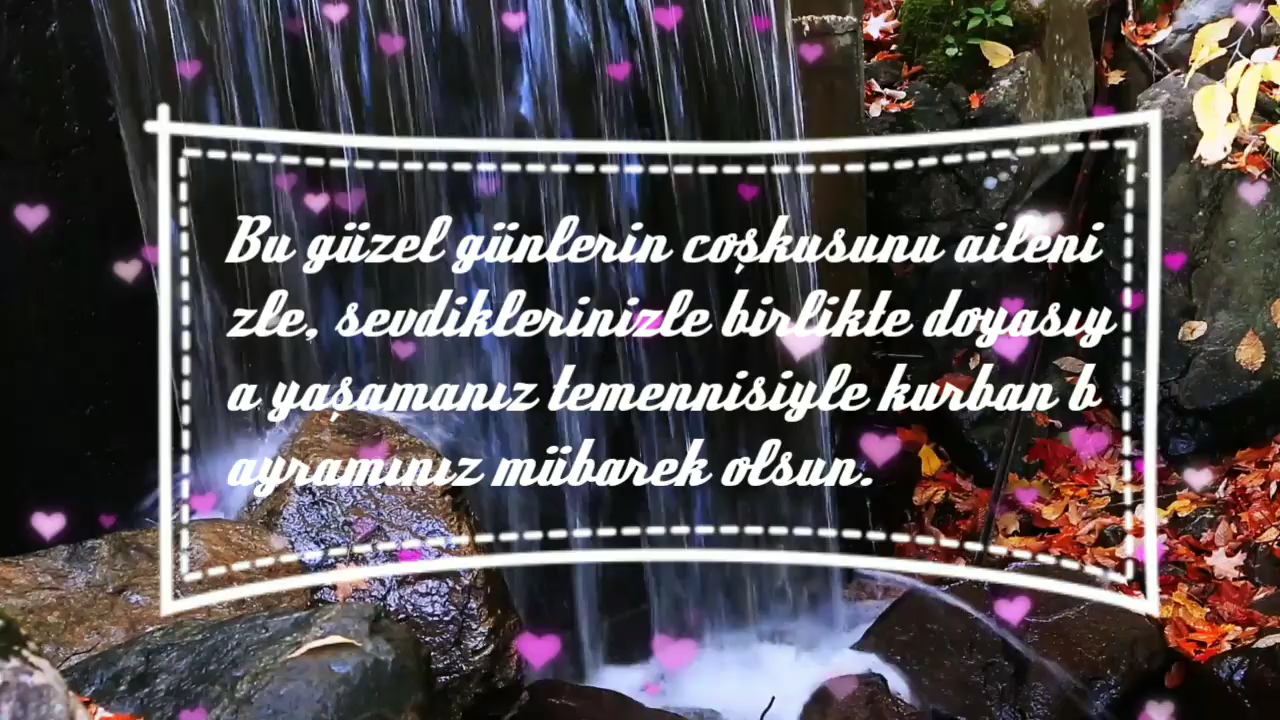 Bu güzel günlerin coşkusunu aileni
zle, sevdiklerinizle birlikte doyasıy
a yaşamanız temennisiyle kurban b
ayramınız mübarek olsun.